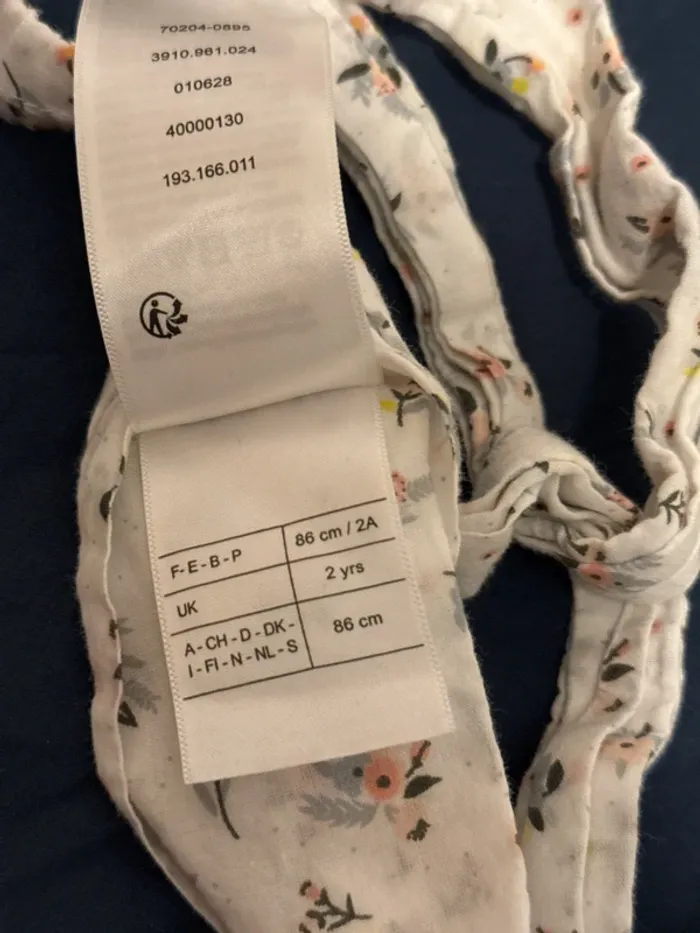 70204-0895
3910.961.024
010628
40000130
193.166.011
F-E-B-P 86 cm / 2A
UK 2 yrs
A-CH-D-DK-
I-FI-N-NL-S 86 cm